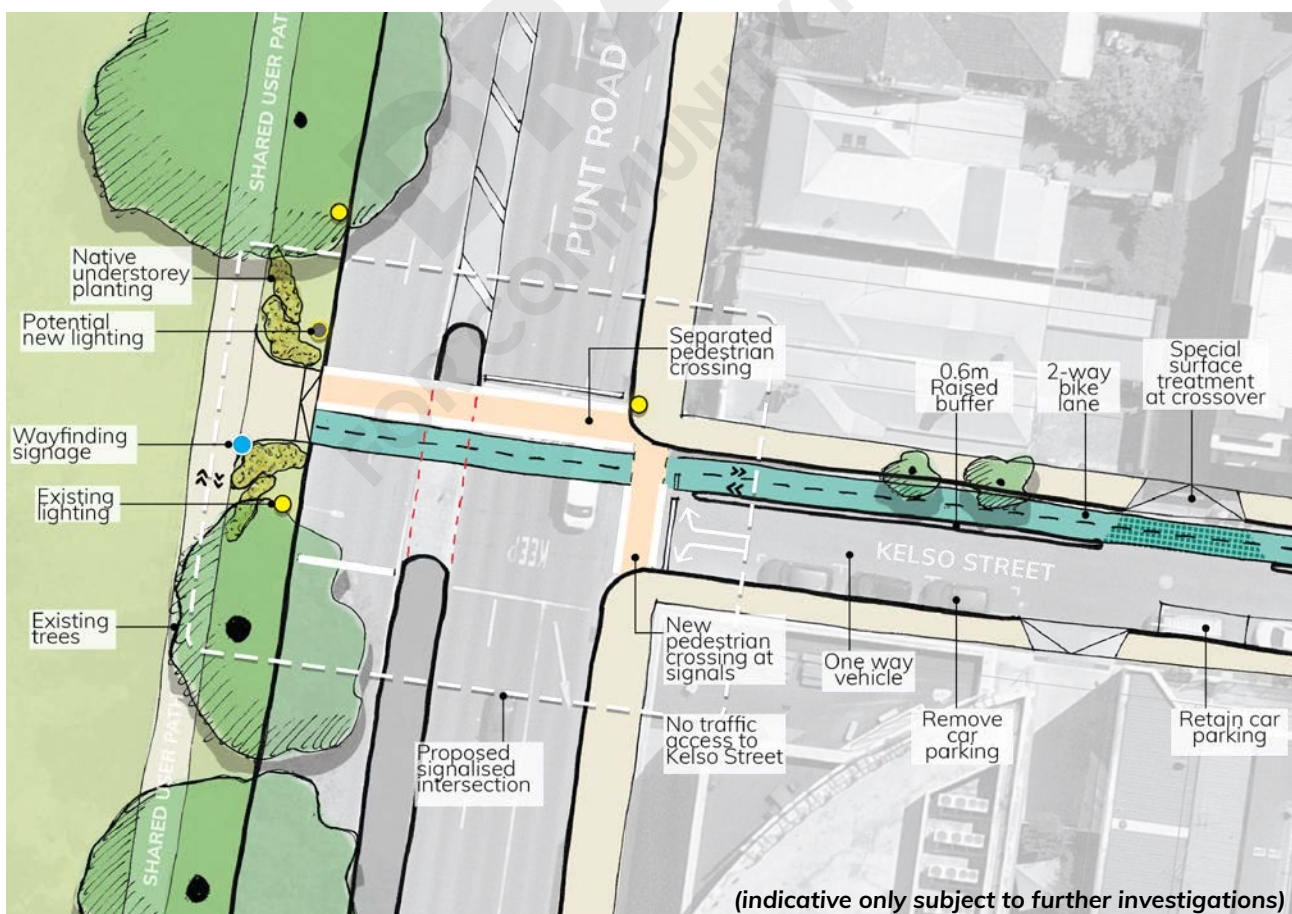 SHARED USER PATH
PUNT ROAD
DRA
FOR COMMUNITY
Native
understorey
planting
Potential
new lighting
Separated
pedestrian
crossing
0.6m
Raised
buffer
2-way
bike
lane
Special
surface
treatment
at crossover
Wayfinding
signage
Existing
lighting
KEEP
KELSO STREET
Existing
trees
New
pedestrian
crossing at
signals
One way
vehicle
Remove
car
parking
Retain car
parking
No traffic
access to
Kelso Street
Proposed
signalised
intersection
SHARED USER PATH
(indicative only subject to further investigations)